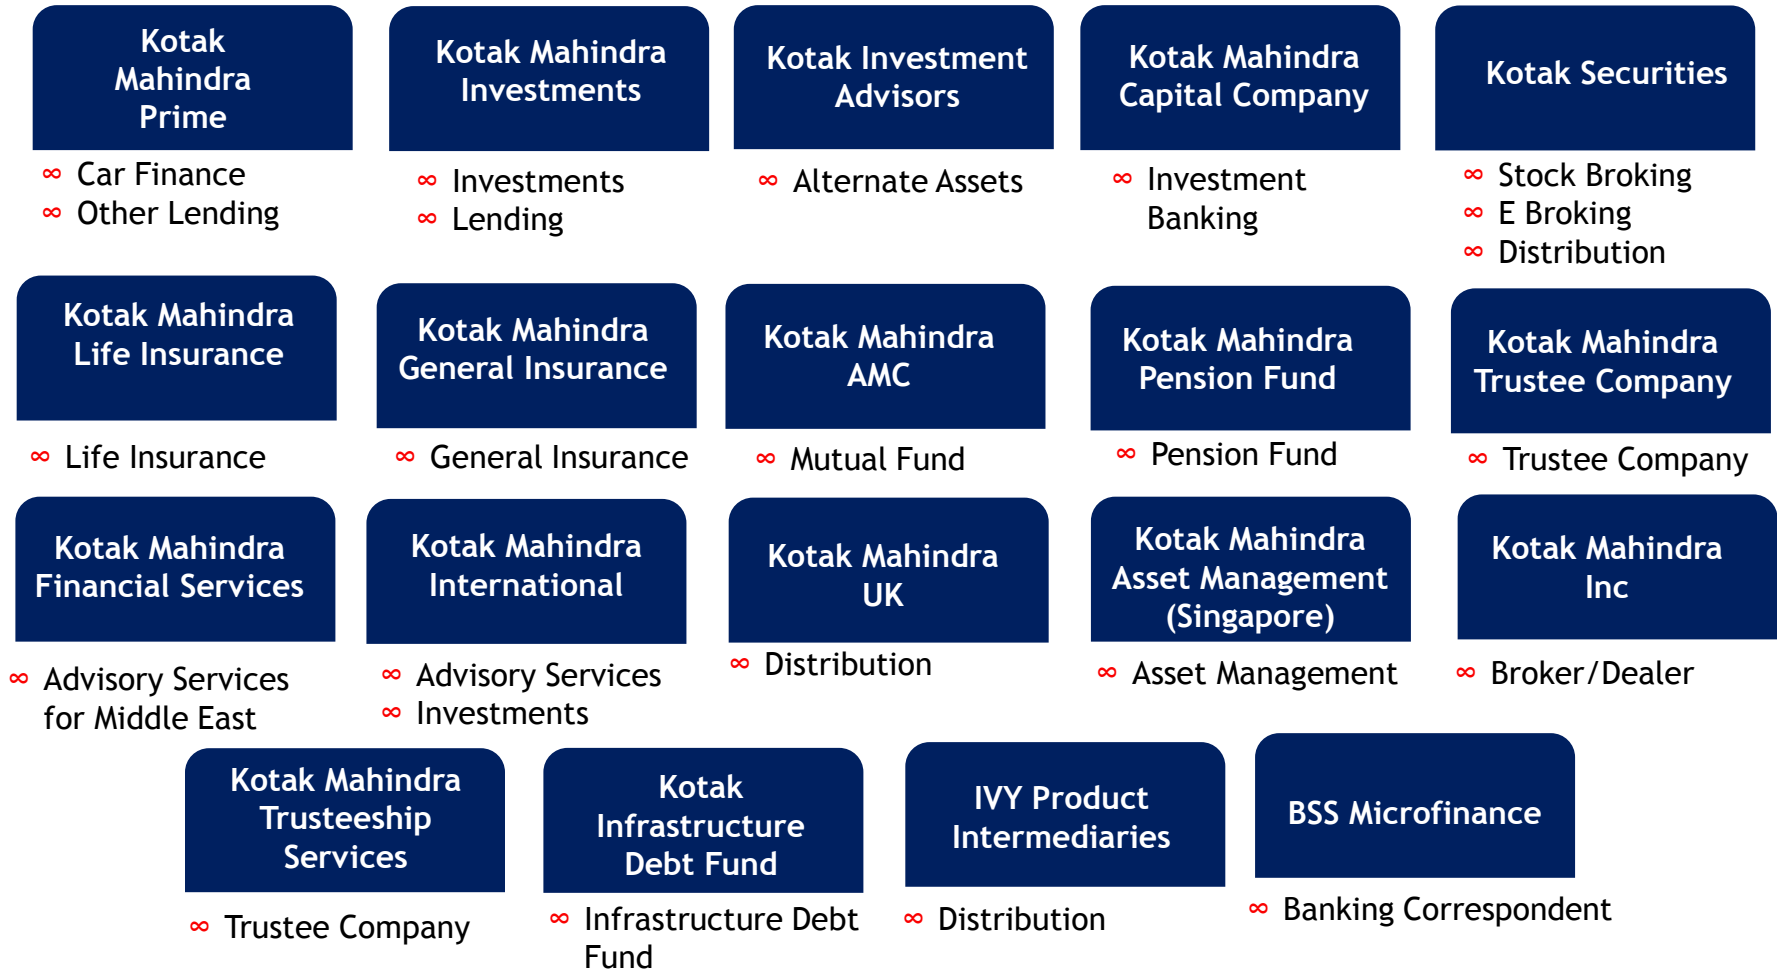 Kotak
Mahindra
Prime
∞ Car Finance
∞ Other Lending
Kotak Mahindra
Investments
∞ Investments
∞ Lending
Kotak Investment
Advisors
∞ Alternate Assets
Kotak Mahindra
Capital Company
∞ Investment
Banking
Kotak Securities
∞ Stock Broking
∞ E Broking
∞ Distribution
Kotak Mahindra
Life Insurance
∞ Life Insurance
Kotak Mahindra
General Insurance
∞ General Insurance
Kotak Mahindra
AMC
∞ Mutual Fund
Kotak Mahindra
Pension Fund
∞ Pension Fund
Kotak Mahindra
Trustee Company
∞ Trustee Company
Kotak Mahindra
Financial Services
∞ Advisory Services
for Middle East
Kotak Mahindra
International
∞ Advisory Services
∞ Investments
Kotak Mahindra
UK
∞ Distribution
Kotak Mahindra
Asset Management
(Singapore)
∞ Asset Management
Kotak Mahindra
Inc
∞ Broker/Dealer
Kotak Mahindra
Trusteeship
Services
∞ Trustee Company
Kotak
Infrastructure
Debt Fund
∞ Infrastructure Debt
Fund
IVY Product
Intermediaries
∞ Distribution
BSS Microfinance
∞ Banking Correspondent